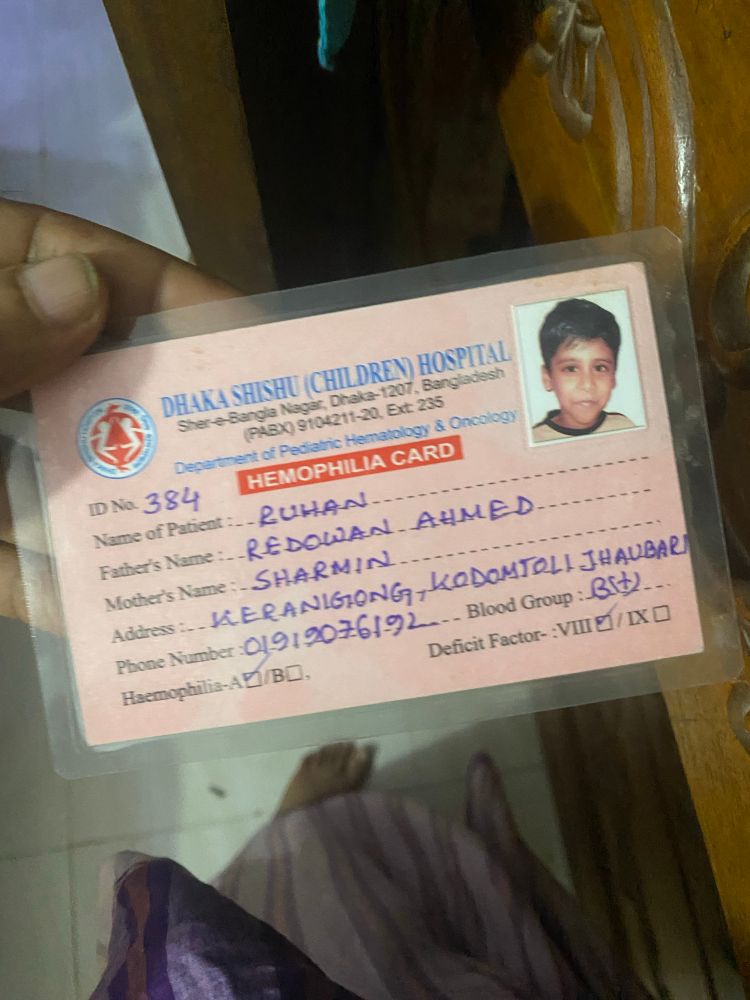 DHAKA SHISHU (CHILDREN) HOSPITAL
Sher-e-Bangla Nagar, Dhaka-1207, Bangladesh
(PABX) 9104211-20, Ext: 235
Department of Pediatric Hematology & Oncology
HEMOPHILIA CARD
ID No. 384
Name of Patient : RUHAN
Father's Name : REDOWAN AHMED
Mother's Name : SHARMIN
Address : KERANIGONG, KODOMTOLI JHAUBARI
Phone Number : 01919076192 Blood Group : B(+)
Haemophilia-A ☑/B☐, Deficit Factor- :VIII ☑/ IX ☐